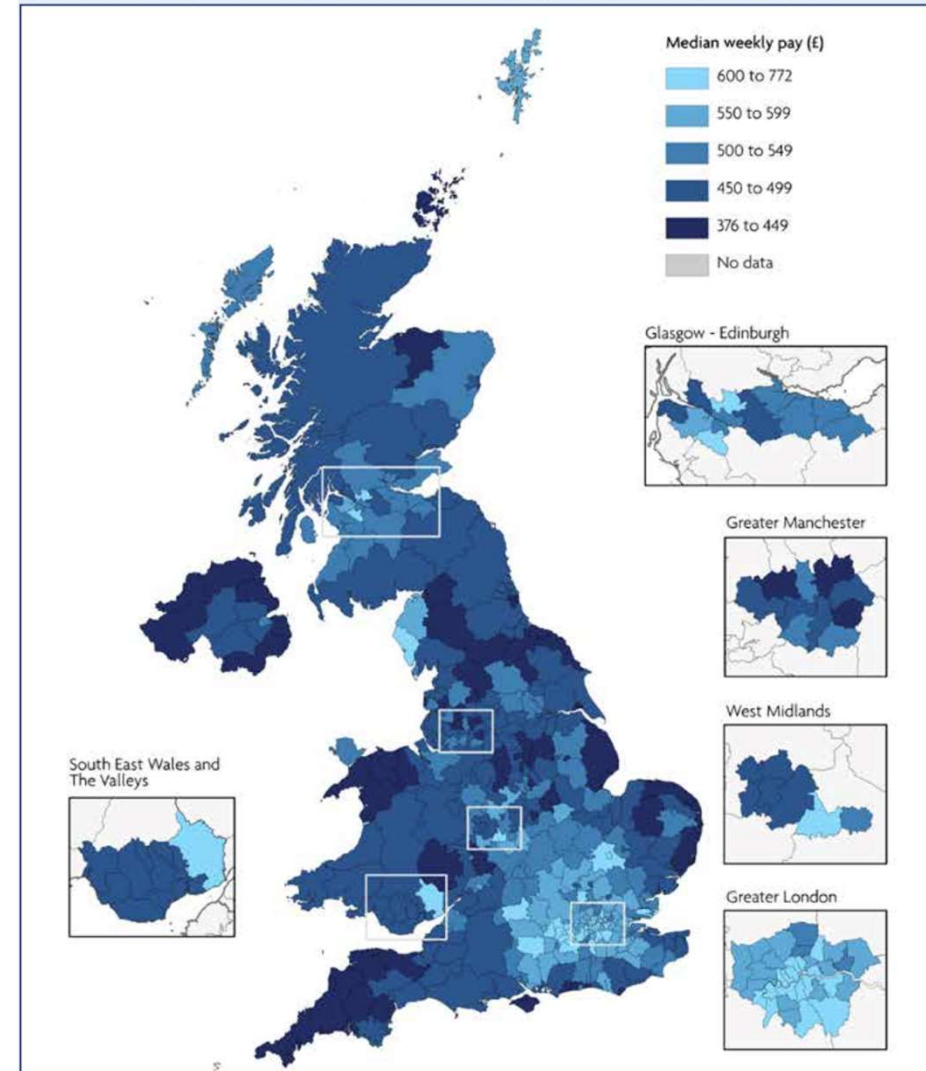 Median weekly pay (£)
600 to 772
550 to 599
500 to 549
450 to 499
376 to 449
No data
Glasgow - Edinburgh
Greater Manchester
West Midlands
South East Wales and
The Valleys
Greater London